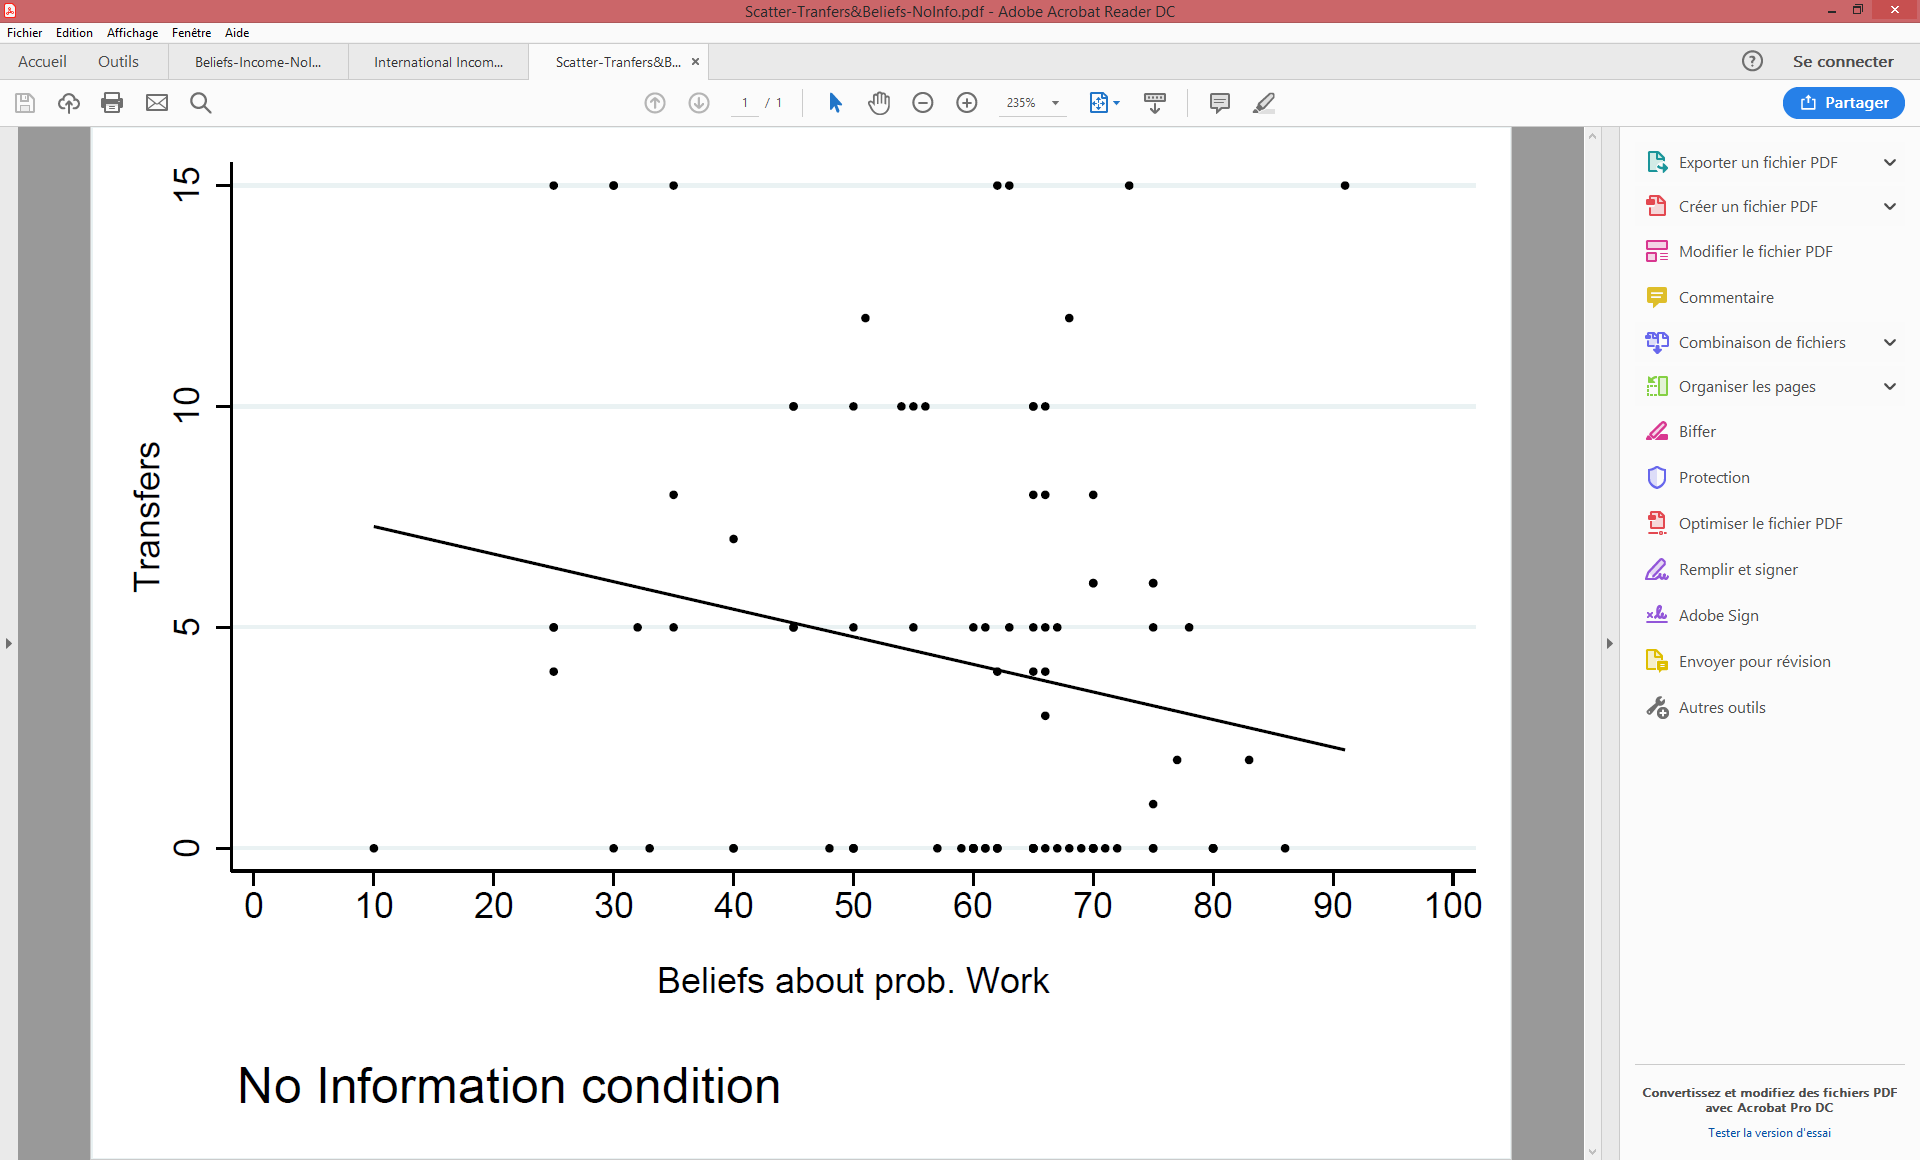 Scatter-Tranfers&Beliefs-NoInfo.pdf - Adobe Acrobat Reader DC
Fichier Edition Affichage Fenêtre Aide
Accueil Outils Beliefs-Income-NoI... International Incom... Scatter-Tranfers&B... × ? Se connecter
1 / 1 235% Partager
15
10
5
0
Transfers
0 10 20 30 40 50 60 70 80 90 100
Beliefs about prob. Work
No Information condition
Exporter un fichier PDF
Créer un fichier PDF
Modifier le fichier PDF
Commentaire
Combinaison de fichiers
Organiser les pages
Biffer
Protection
Optimiser le fichier PDF
Remplir et signer
Adobe Sign
Envoyer pour révision
Autres outils
Convertissez et modifiez des fichiers PDF
avec Acrobat Pro DC
Tester la version d'essai